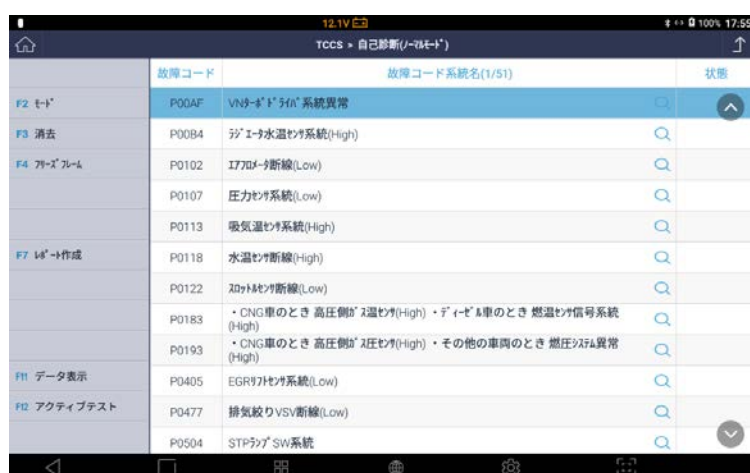 12.1V
100% 17:59
TCCS > 自己診断(ﾉｰﾏﾙﾓｰﾄﾞ)
故障コード 故障コード系統名(1/51) 状態
P00AF VNﾀｰﾎﾞﾄﾞﾗｲﾊﾞ系統異常
F2 ﾓｰﾄﾞ
P00B4 ﾗｼﾞｴｰﾀ水温ｾﾝｻ系統(High)
F3 消去
P0102 ｴｱﾌﾛﾒｰﾀ断線(Low)
F4 ﾌﾘｰｽﾞﾌﾚｰﾑ
P0107 圧力ｾﾝｻ系統(Low)
P0113 吸気温ｾﾝｻ系統(High)
P0118 水温ｾﾝｻ断線(High)
F7 ﾚﾎﾟｰﾄ作成
P0122 ｽﾛｯﾄﾙｾﾝｻ断線(Low)
P0183 ・CNG車のとき 高圧側ｶﾞｽ温ｾﾝｻ(High) ・ﾃﾞｨｰｾﾞﾙ車のとき 燃温ｾﾝｻ信号系統
(High)
P0193 ・CNG車のとき 高圧側ｶﾞｽ圧ｾﾝｻ(High) ・その他の車両のとき 燃圧ｼｽﾃﾑ異常
(High)
F11 データ表示
P0405 EGRﾘﾌﾄｾﾝｻ系統(Low)
F12 アクティブテスト
P0477 排気絞りVSV断線(Low)
P0504 STPﾗﾝﾌﾟSW系統